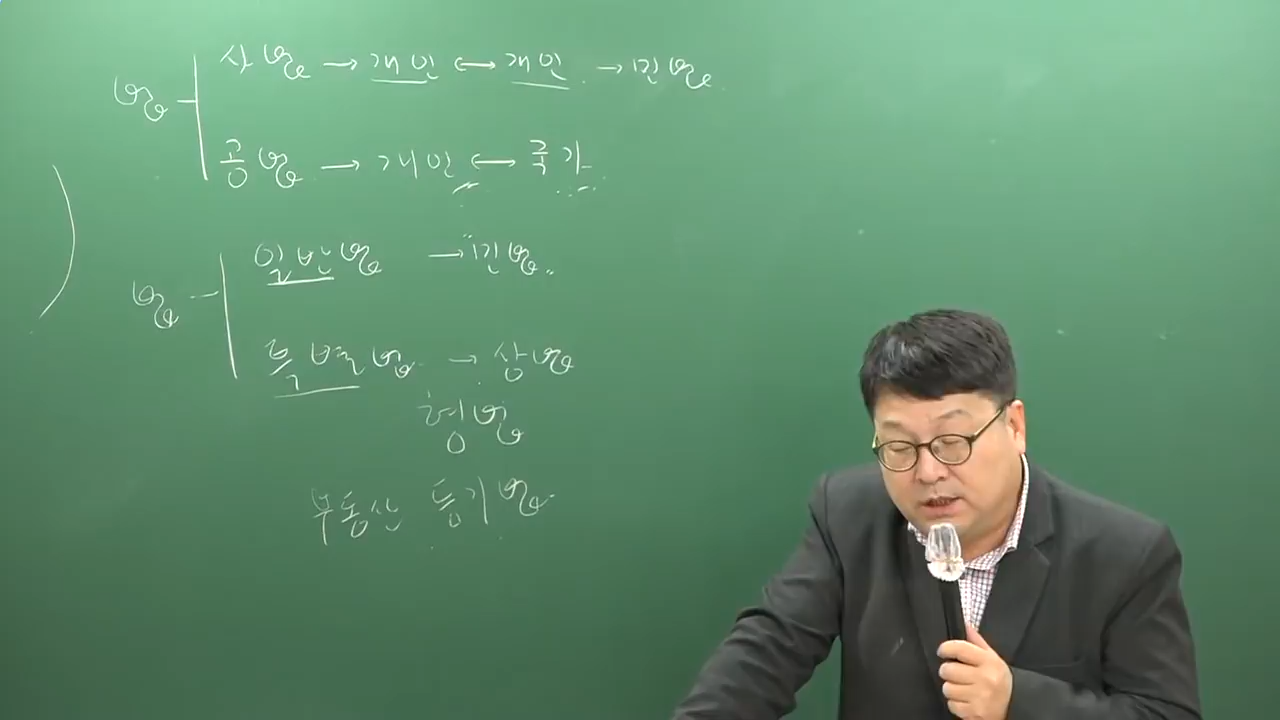 법 사법 → 개인 ↔ 개인 → 민법
공법 → 개인 ↔ 국가
법 일반법 → 민법
특별법 → 상법
형법
부동산 등기법